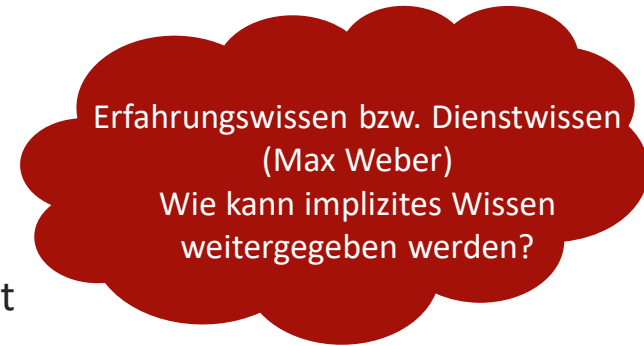 Erfahrungswissen bzw. Dienstwissen
(Max Weber)
Wie kann implizites Wissen
weitergegeben werden?
t